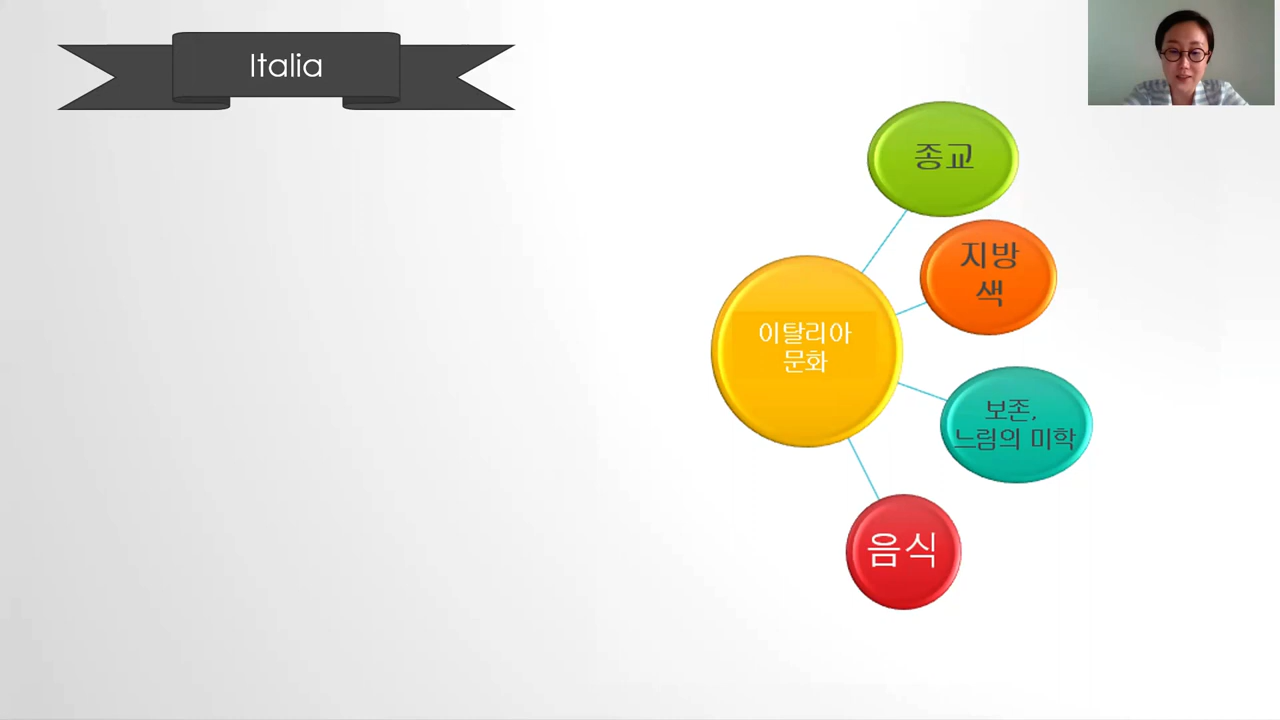 Italia
종교
지방
색
이탈리아
문화
보존,
느림의 미학
음식